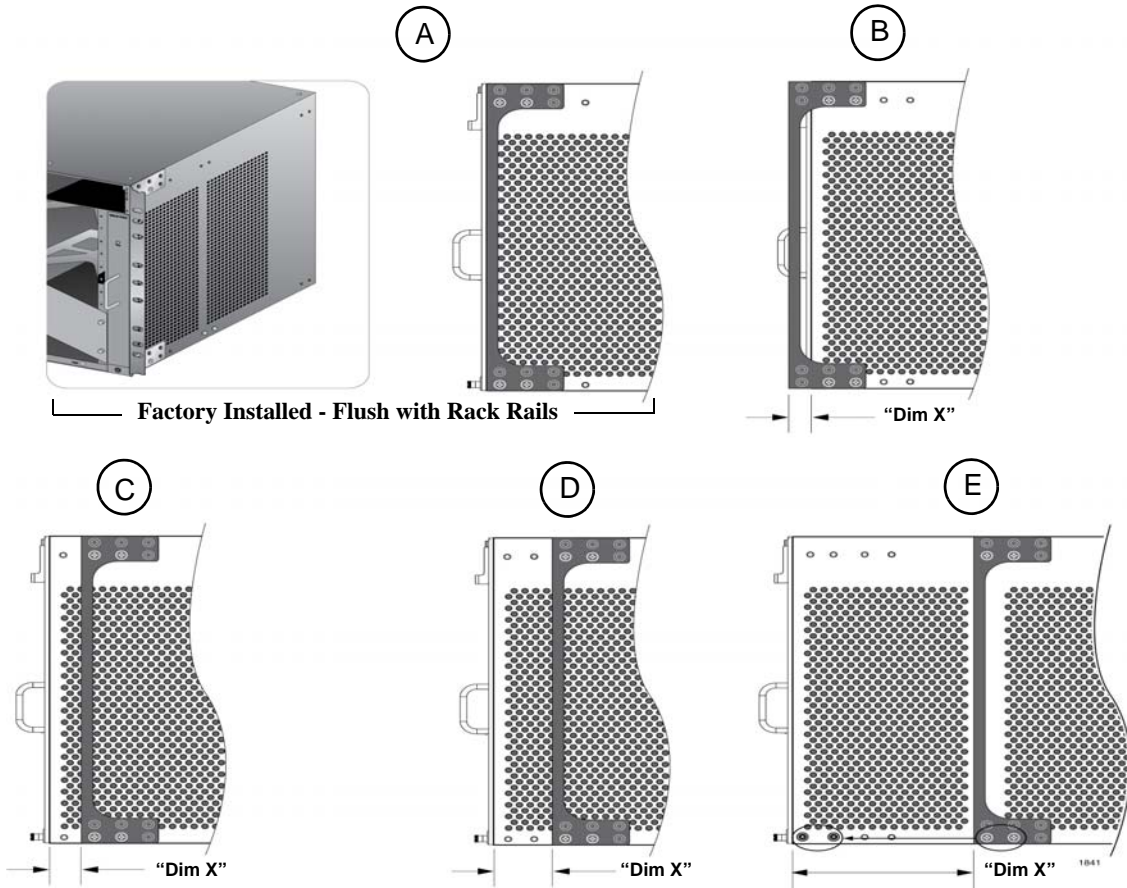 A
B
Factory Installed - Flush with Rack Rails
“Dim X”
C
D
E
“Dim X”
“Dim X”
“Dim X”
1841